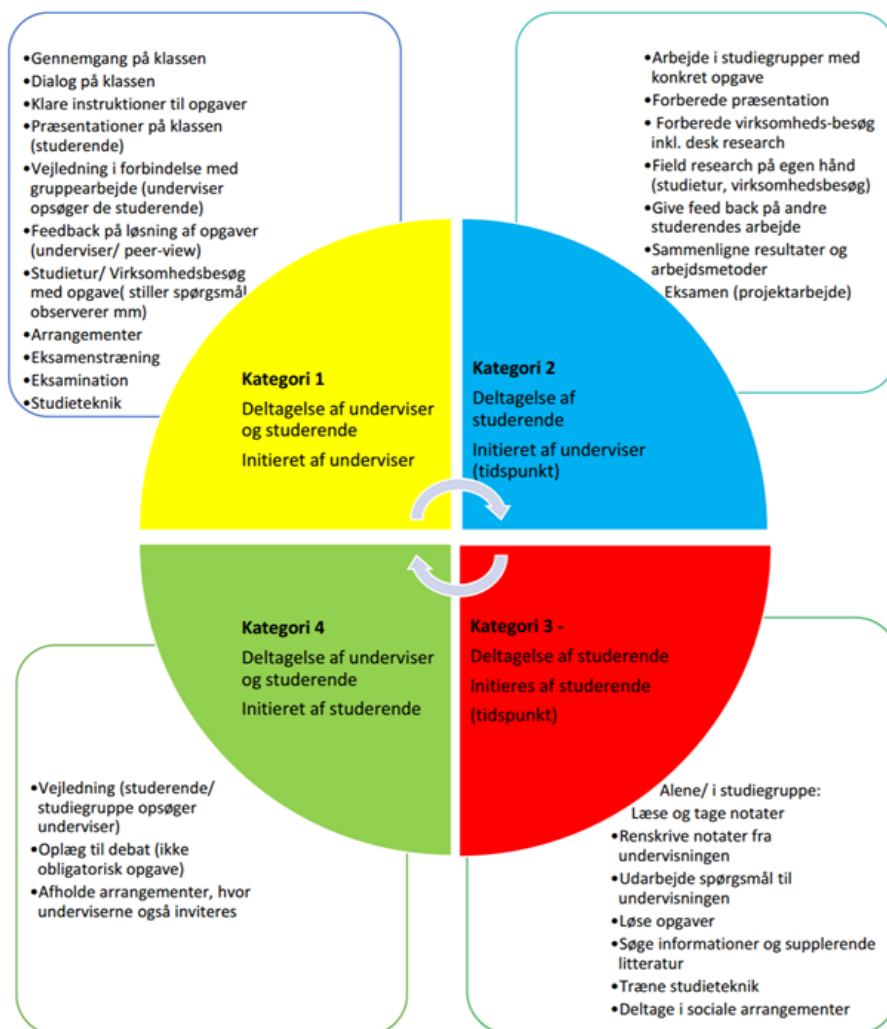 •Gennemgang på klassen
•Dialog på klassen
•Klare instruktioner til opgaver
•Præsentationer på klassen
(studerende)
•Vejledning i forbindelse med
gruppearbejde (underviser
opsøger de studerende)
•Feedback på løsning af opgaver
(underviser/ peer-view)
•Studietur/ Virksomhedsbesøg
med opgave( stiller spørgsmål
observerer mm)
•Arrangementer
•Eksamenstræning
•Eksamination
•Studieteknik
•Arbejde i studiegrupper med
konkret opgave
•Forberede præsentation
• Forberede virksomheds-besøg
inkl. desk research
•Field research på egen hånd
(studietur, virksomhedsbesøg)
•Give feed back på andre
studerendes arbejde
•Sammenligne resultater og
arbejdsmetoder
Eksamen (projektarbejde)
Kategori 1
Deltagelse af underviser
og studerende
Initieret af underviser
Kategori 2
Deltagelse af
studerende
Initieret af underviser
(tidspunkt)
Kategori 4
Deltagelse af underviser
og studerende
Initieret af studerende
Kategori 3 -
Deltagelse af studerende
Initieres af studerende
(tidspunkt)
•Vejledning (studerende/
studiegruppe opsøger
underviser)
•Oplæg til debat (ikke
obligatorisk opgave)
•Afholde arrangementer, hvor
underviserne også inviteres
Alene/ i studiegruppe:
Læse og tage notater
•Renskrive notater fra
undervisningen
•Udarbejde spørgsmål til
undervisningen
•Løse opgaver
•Søge informationer og supplerende
litteratur
•Træne studieteknik
•Deltage i sociale arrangementer